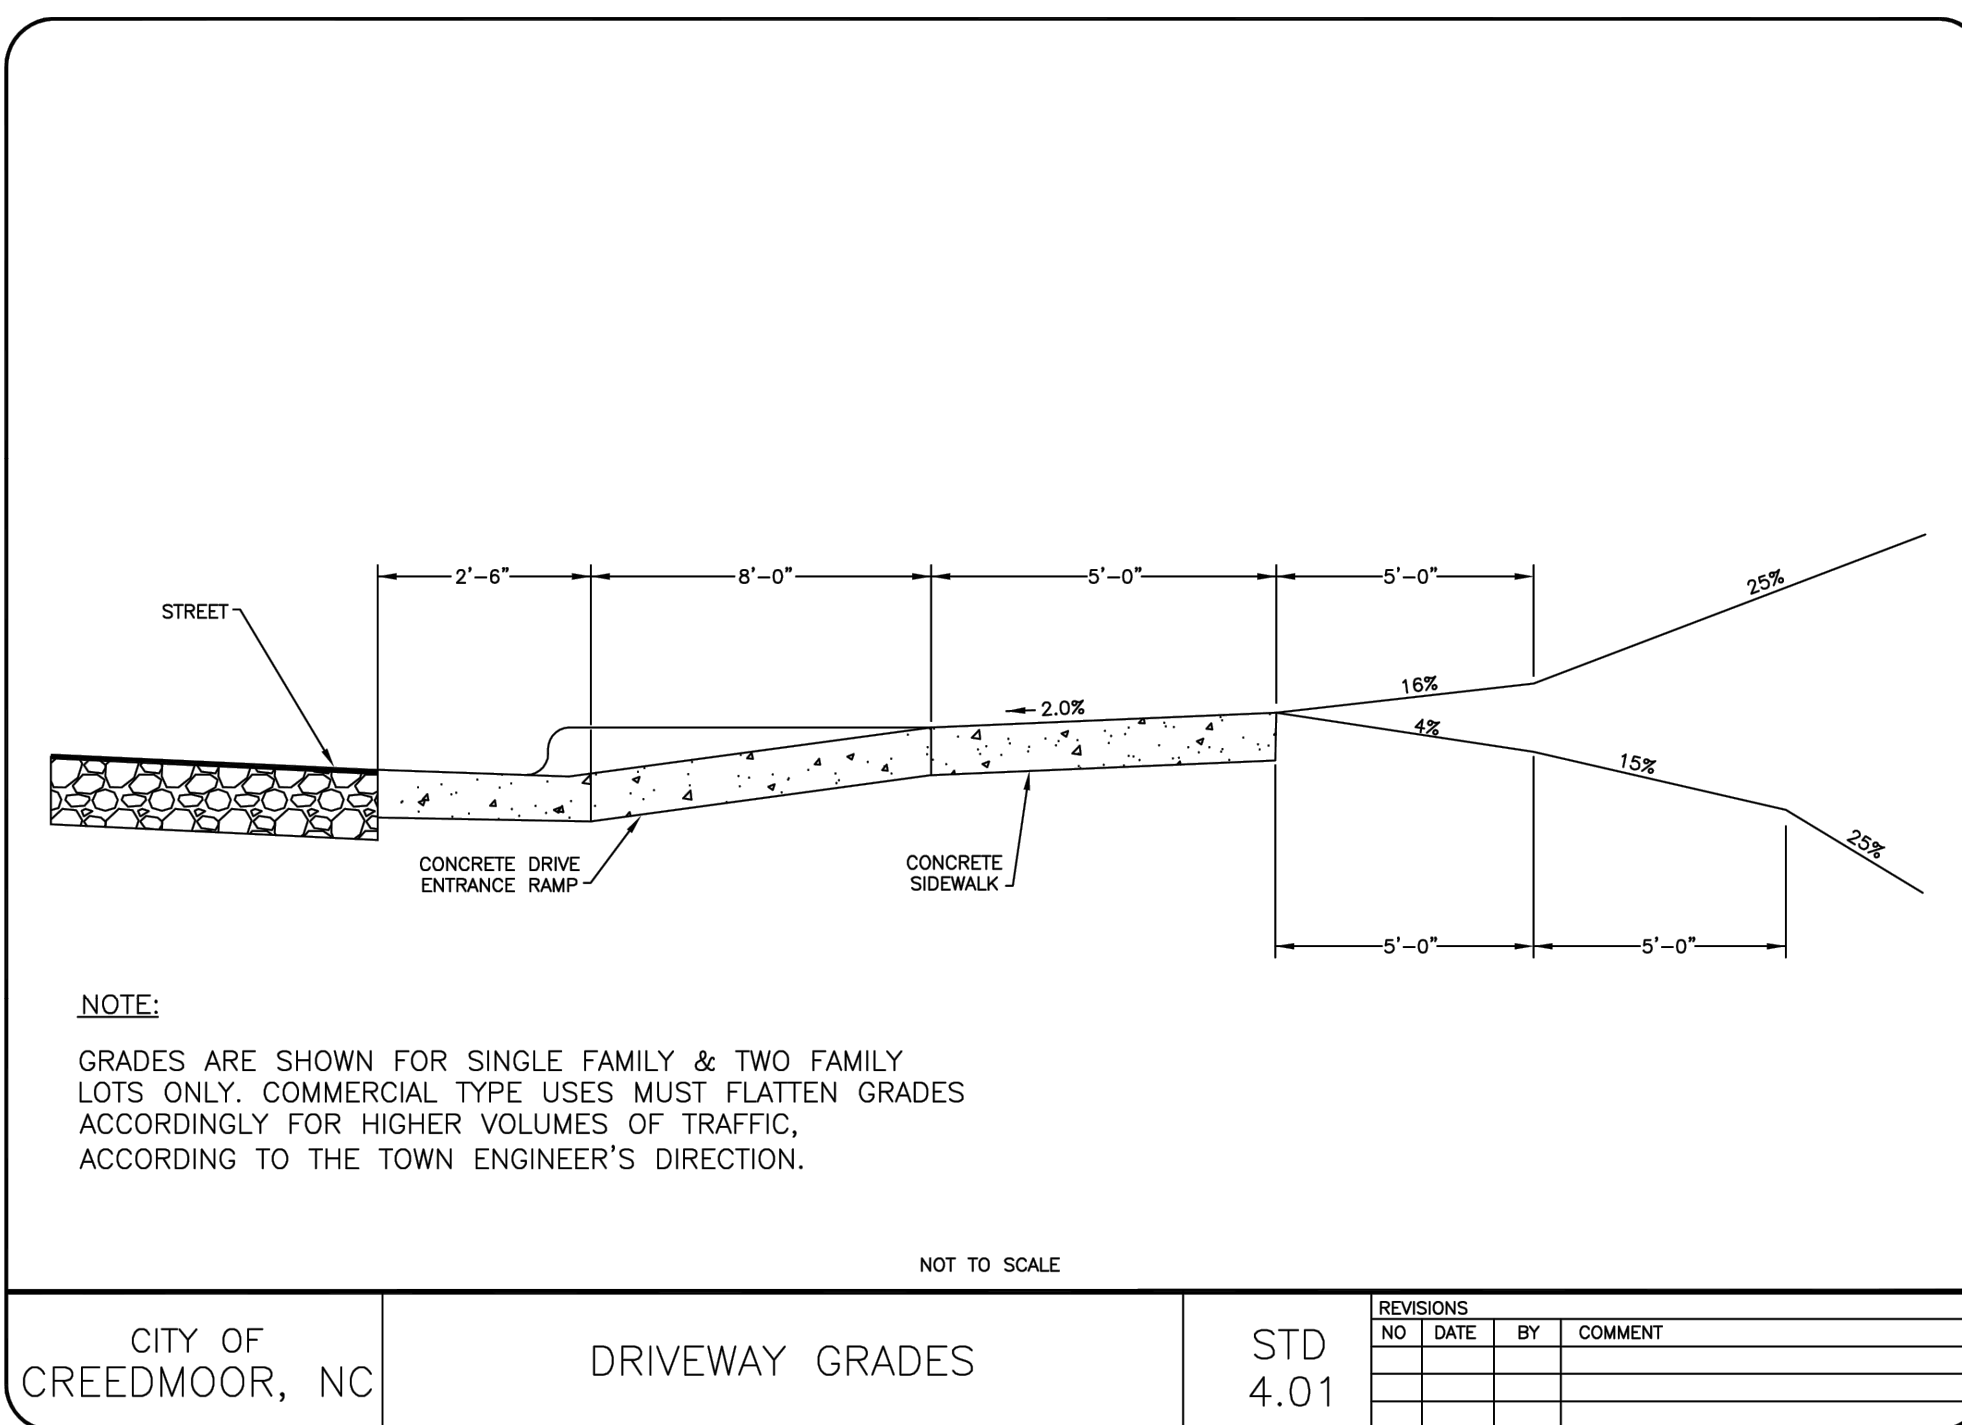 2'-6"
8'-0"
5'-0"
5'-0"
25%
STREET
16%
2.0%
4%
15%
25%
CONCRETE DRIVE
ENTRANCE RAMP
CONCRETE
SIDEWALK
5'-0"
5'-0"
NOTE:
GRADES ARE SHOWN FOR SINGLE FAMILY & TWO FAMILY
LOTS ONLY. COMMERCIAL TYPE USES MUST FLATTEN GRADES
ACCORDINGLY FOR HIGHER VOLUMES OF TRAFFIC,
ACCORDING TO THE TOWN ENGINEER'S DIRECTION.
NOT TO SCALE
CITY OF
CREEDMOOR, NC
DRIVEWAY GRADES
STD
4.01
REVISIONS
NO DATE BY COMMENT